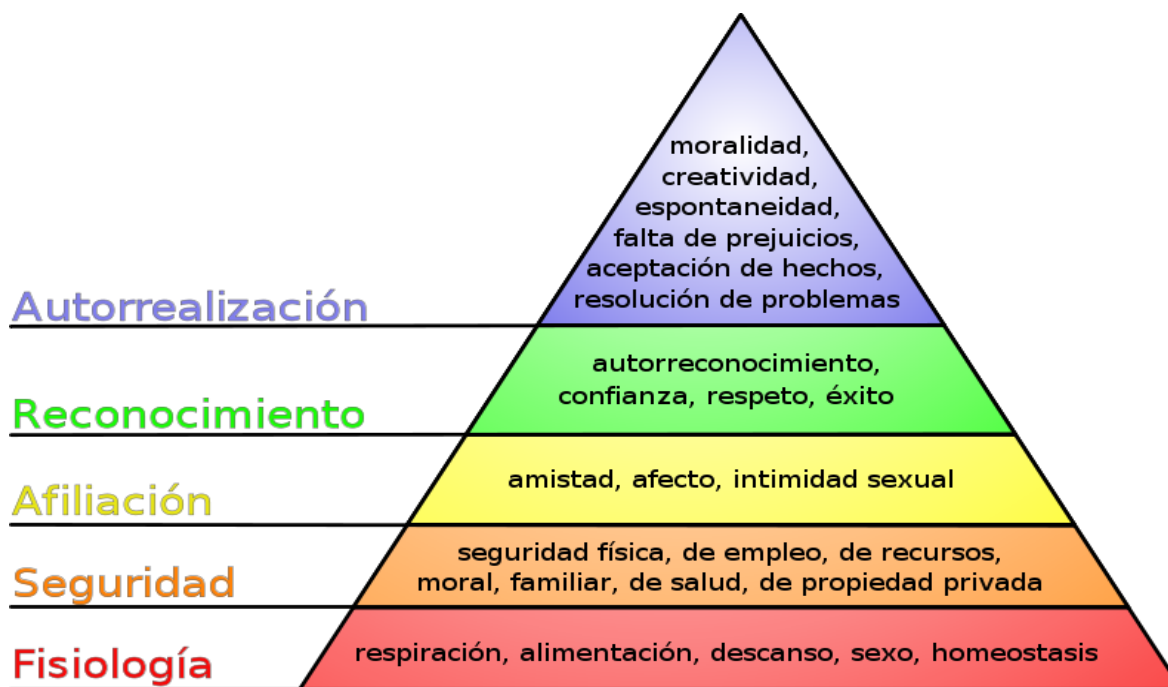 moralidad,
creatividad,
espontaneidad,
falta de prejuicios,
aceptación de hechos,
resolución de problemas
Autorrealización
autorreconocimiento,
confianza, respeto, éxito
Reconocimiento
amistad, afecto, intimidad sexual
Afiliación
seguridad física, de empleo, de recursos,
moral, familiar, de salud, de propiedad privada
Seguridad
respiración, alimentación, descanso, sexo, homeostasis
Fisiología